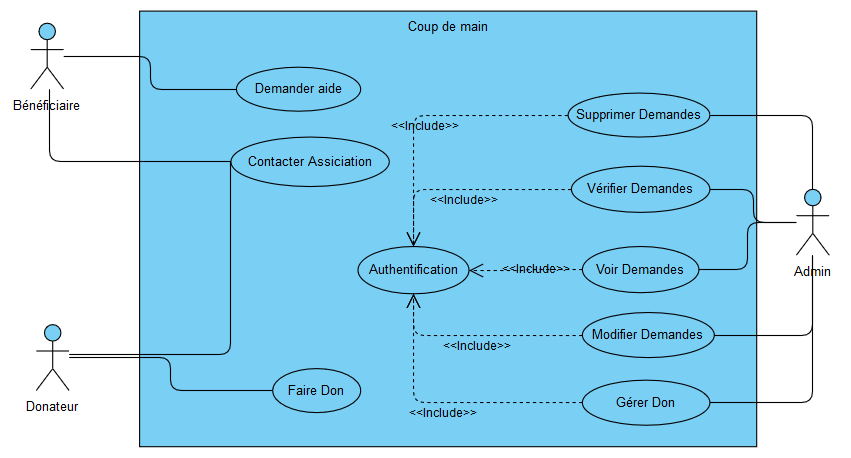 Coup de main
Bénéficiaire
Demander aide
Supprimer Demandes
<<Include>>
Contacter Assiciation
Vérifier Demandes
<<Include>>
Authentification
<<Include>>
Voir Demandes
Admin
Modifier Demandes
<<Include>>
Donateur
Faire Don
Gérer Don
<<Include>>